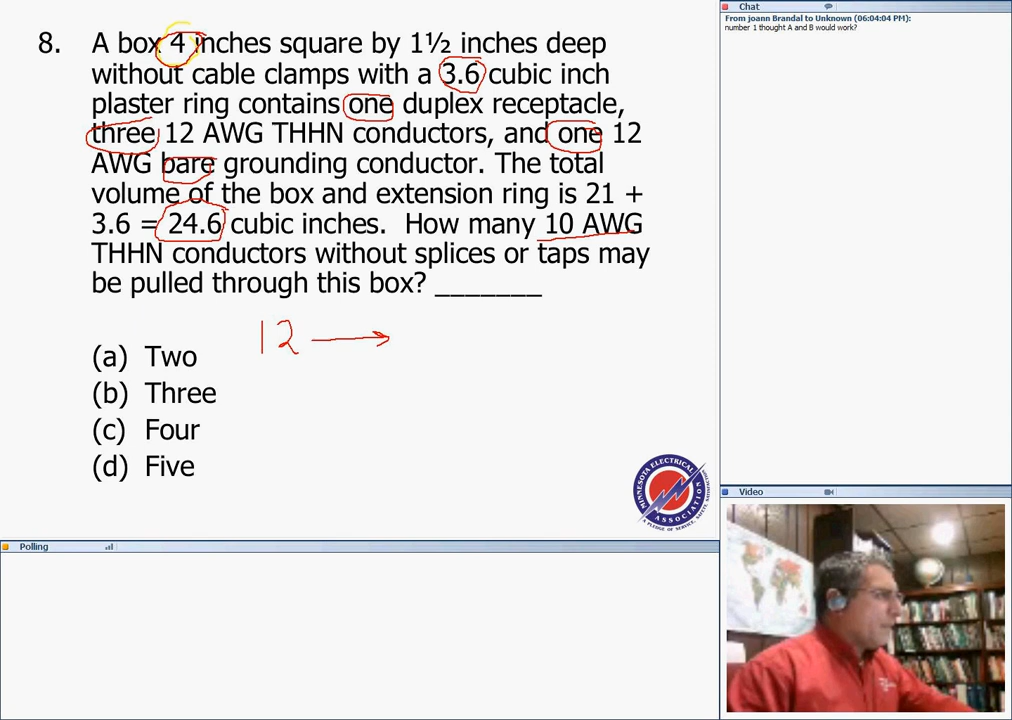 8. A box 4 inches square by 1½ inches deep
without cable clamps with a 3.6 cubic inch
plaster ring contains one duplex receptacle,
three 12 AWG THHN conductors, and one 12
AWG bare grounding conductor. The total
volume of the box and extension ring is 21 +
3.6 = 24.6 cubic inches. How many 10 AWG
THHN conductors without splices or taps may
be pulled through this box? _______
12
(a) Two
(b) Three
(c) Four
(d) Five
MINNESOTA ELECTRICAL
ASSOCIATION
Chat
From joann Brandal to Unknown (06:04:04 PM):
number 1 thought A and B would work?
Video
Polling